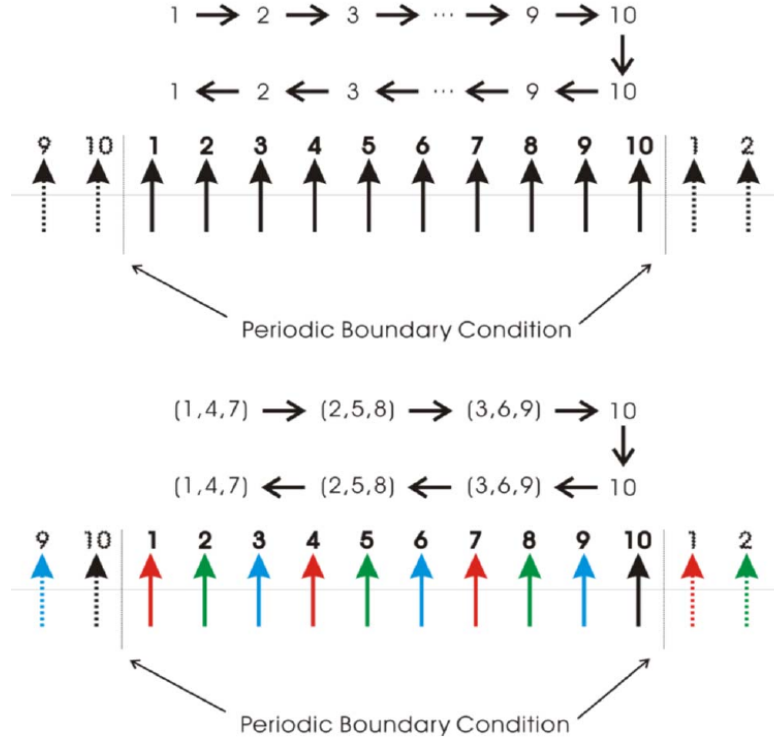 1 → 2 → 3 → ... → 9 → 10
↓
1 ← 2 ← 3 ← ... ← 9 ← 10
9 10 1 2 3 4 5 6 7 8 9 10 1 2
Periodic Boundary Condition
(1,4,7) → (2,5,8) → (3,6,9) → 10
↓
(1,4,7) ← (2,5,8) ← (3,6,9) ← 10
9 10 1 2 3 4 5 6 7 8 9 10 1 2
Periodic Boundary Condition